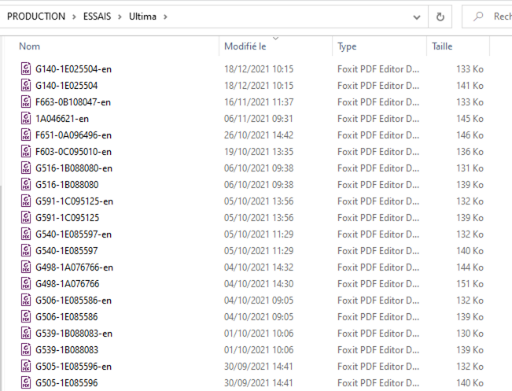 PRODUCTION > ESSAIS > Ultima >
Rech
Nom Modifié le Type Taille
G140-1E025504-en 18/12/2021 10:15 Foxit PDF Editor D... 133 Ko
G140-1E025504 18/12/2021 10:15 Foxit PDF Editor D... 141 Ko
F663-0B108047-en 16/11/2021 11:37 Foxit PDF Editor D... 133 Ko
1A046621-en 06/11/2021 09:31 Foxit PDF Editor D... 145 Ko
F651-0A096496-en 26/10/2021 14:42 Foxit PDF Editor D... 146 Ko
F603-0C095010-en 19/10/2021 13:35 Foxit PDF Editor D... 136 Ko
G516-1B088080-en 06/10/2021 09:38 Foxit PDF Editor D... 131 Ko
G516-1B088080 06/10/2021 09:38 Foxit PDF Editor D... 139 Ko
G591-1C095125-en 05/10/2021 13:56 Foxit PDF Editor D... 132 Ko
G591-1C095125 05/10/2021 13:56 Foxit PDF Editor D... 139 Ko
G540-1E085597-en 05/10/2021 11:29 Foxit PDF Editor D... 132 Ko
G540-1E085597 05/10/2021 11:29 Foxit PDF Editor D... 140 Ko
G498-1A076766-en 04/10/2021 14:32 Foxit PDF Editor D... 144 Ko
G498-1A076766 04/10/2021 14:30 Foxit PDF Editor D... 151 Ko
G506-1E085586-en 04/10/2021 09:05 Foxit PDF Editor D... 132 Ko
G506-1E085586 04/10/2021 09:05 Foxit PDF Editor D... 139 Ko
G539-1B088083-en 01/10/2021 10:06 Foxit PDF Editor D... 130 Ko
G539-1B088083 01/10/2021 10:06 Foxit PDF Editor D... 139 Ko
G505-1E085596-en 30/09/2021 14:41 Foxit PDF Editor D... 132 Ko
G505-1E085596 30/09/2021 14:41 Foxit PDF Editor D... 140 Ko